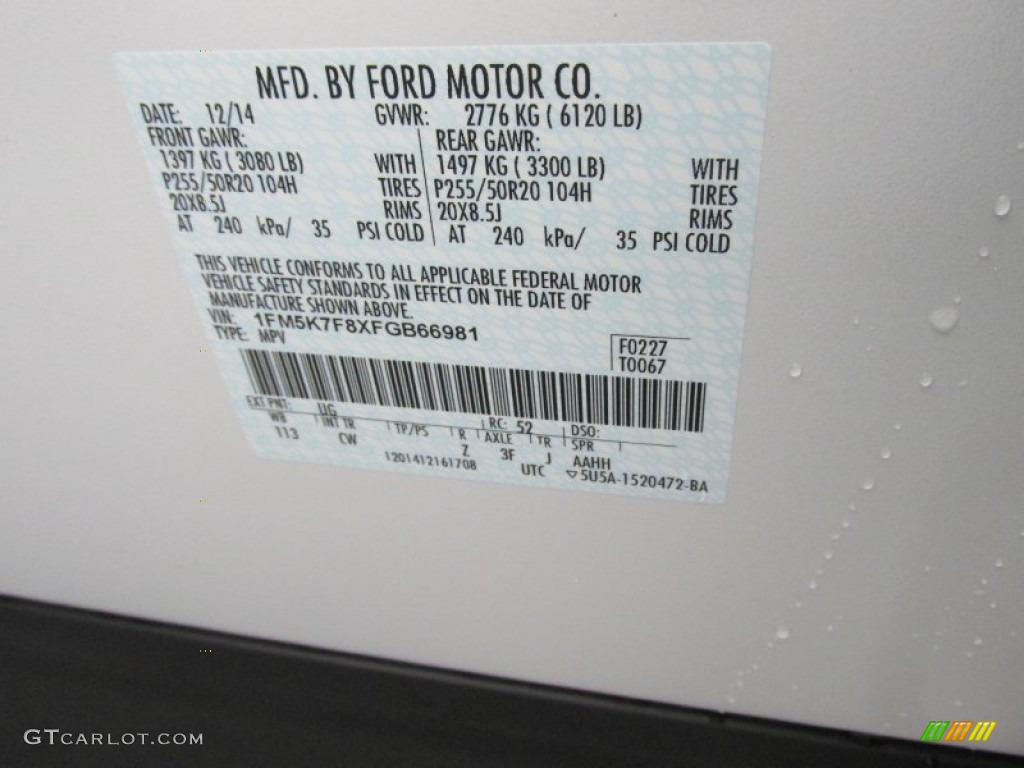 MFD. BY FORD MOTOR CO.
DATE: 12/14 GVWR: 2776 KG ( 6120 LB)
FRONT GAWR: REAR GAWR:
1397 KG ( 3080 LB) WITH 1497 KG ( 3300 LB) WITH
P255/50R20 104H TIRES P255/50R20 104H TIRES
20X8.5J RIMS 20X8.5J RIMS
AT 240 kPa/ 35 PSI COLD AT 240 kPa/ 35 PSI COLD
THIS VEHICLE CONFORMS TO ALL APPLICABLE FEDERAL MOTOR
VEHICLE SAFETY STANDARDS IN EFFECT ON THE DATE OF
MANUFACTURE SHOWN ABOVE.
VIN: 1FM5K7F8XFGB66981
TYPE: MPV
F0227
T0067
EXT PNT: UG RC: 52 DSO:
WB INT TR TP/PS R AXLE TR SPR
113 CW Z 3F J AAHH
1201412161708 UTC ▽5U5A-1520472-BA
GTCARLOT.COM